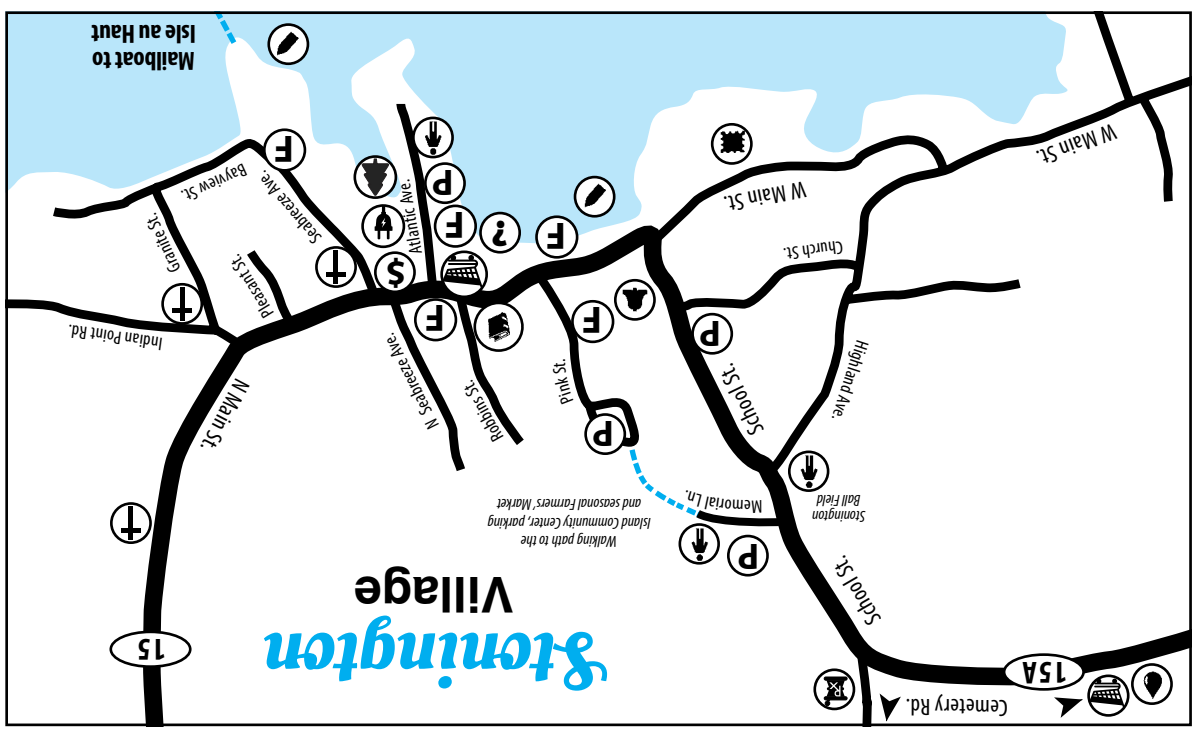 Cemetery Rd.
15A
Rx
Stonington
Village
15
School St.
P
Walking path to the
Island Community Center, parking
and seasonal Farmers' Market
Memorial Ln.
Stonington
Ball Field
P
School St.
Highland Ave.
N Main St.
Pink St.
Robbins St.
N Seabreeze Ave.
P
F
F
Indian Point Rd.
Pleasant St.
Church St.
$
F
?
F
Granite St.
Seabreeze Ave.
Atlantic Ave.
P
W Main St.
Bayview St.
F
W Main St.
Mailboat to
Isle au Haut